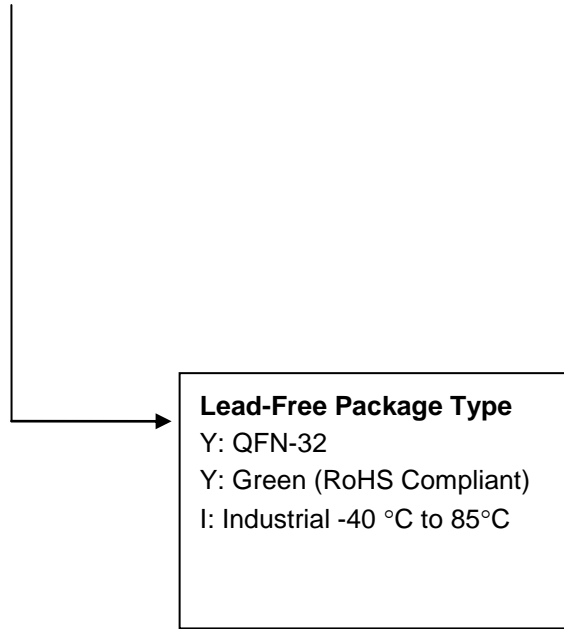 Lead-Free Package Type
Y: QFN-32
Y: Green (RoHS Compliant)
I: Industrial -40 °C to 85°C